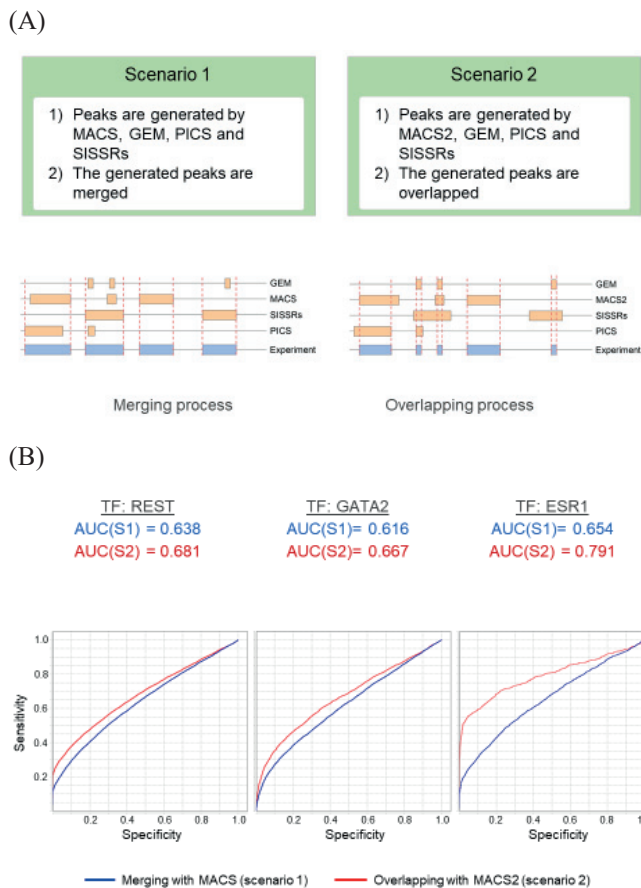 (A)
Scenario 1
1) Peaks are generated by
MACS, GEM, PICS and
SISSRs
2) The generated peaks are
merged
Scenario 2
1) Peaks are generated by
MACS2, GEM, PICS and
SISSRs
2) The generated peaks are
overlapped
GEM
MACS
SISSRs
PICS
Experiment
Merging process
GEM
MACS2
SISSRs
PICS
Experiment
Overlapping process
(B)
TF: REST
AUC(S1) = 0.638
AUC(S2) = 0.681
TF: GATA2
AUC(S1)= 0.616
AUC(S2)= 0.667
TF: ESR1
AUC(S1) = 0.654
AUC(S2) = 0.791
Sensitivity
1.0
0.8
0.6
0.4
0.2
0.2 0.4 0.6 0.8 1.0
Specificity
0.2 0.4 0.6 0.8 1.0
Specificity
0.2 0.4 0.6 0.8 1.0
Specificity
Merging with MACS (scenario 1)
Overlapping with MACS2 (scenario 2)